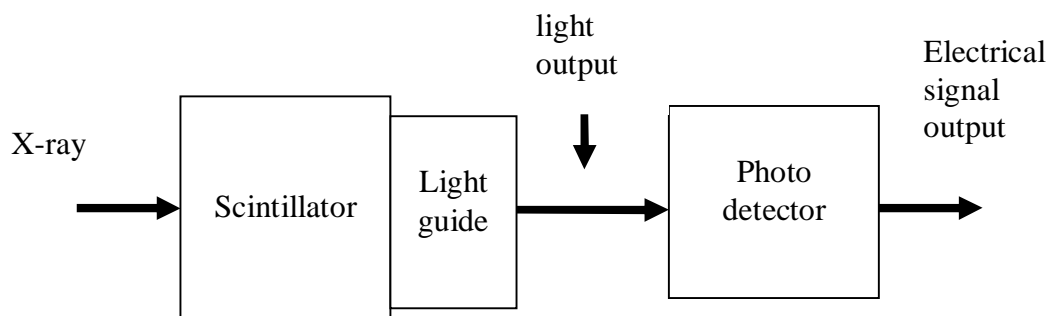 X-ray
Scintillator
Light
guide
light
output
Photo
detector
Electrical
signal
output